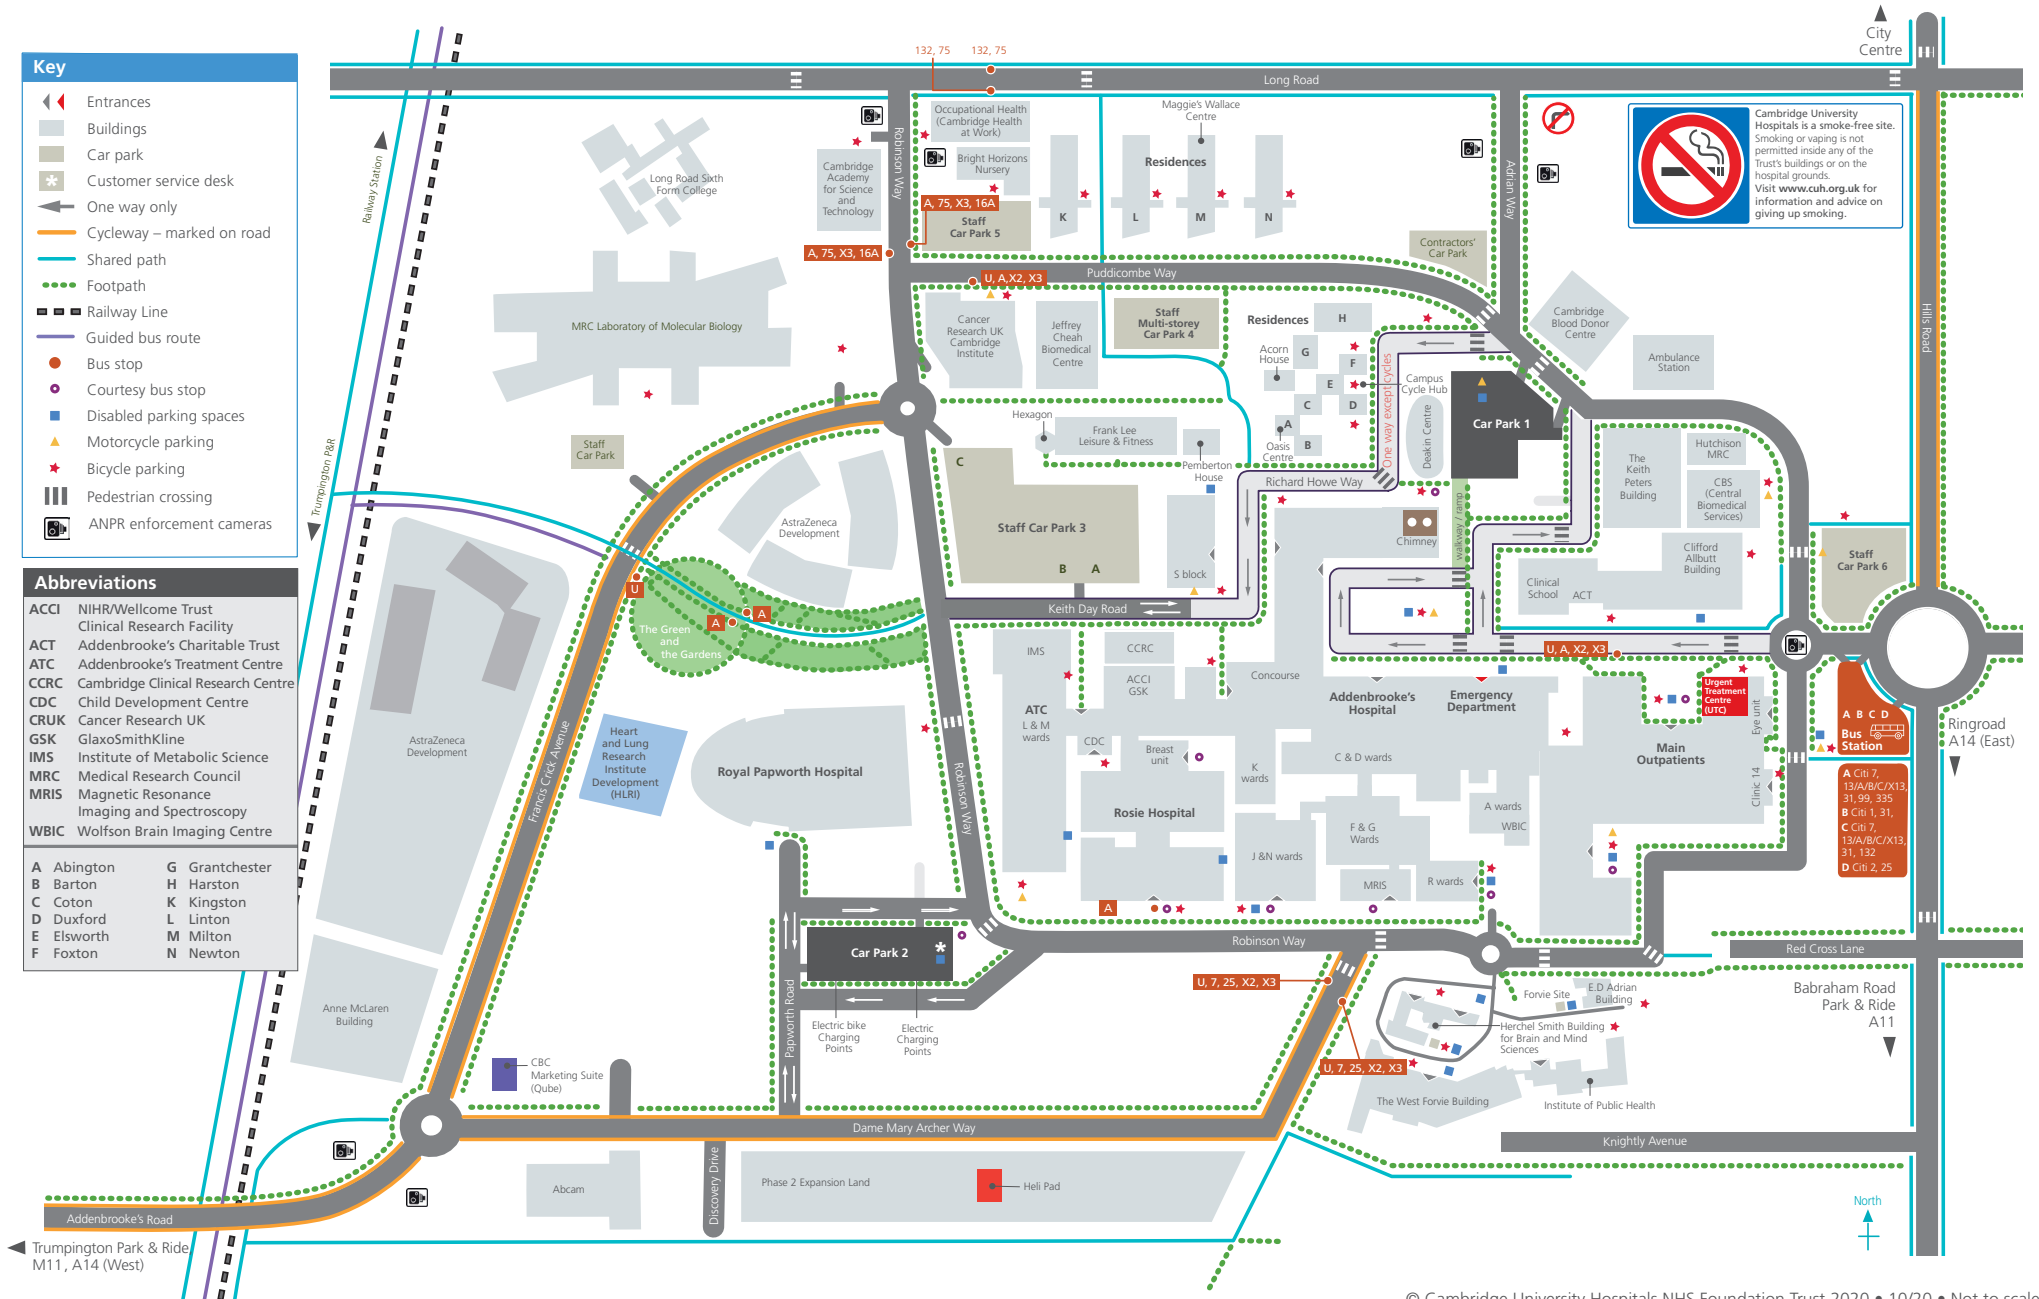 City
Centre
132, 75
132, 75
Long Road
Key
Entrances
Buildings
Car park
Customer service desk
One way only
Cycleway – marked on road
Shared path
Footpath
Railway Line
Guided bus route
Bus stop
Courtesy bus stop
Disabled parking spaces
Motorcycle parking
Bicycle parking
Pedestrian crossing
ANPR enforcement cameras
Abbreviations
ACCI NIHR/Wellcome Trust
Clinical Research Facility
ACT Addenbrooke's Charitable Trust
ATC Addenbrooke's Treatment Centre
CCRC Cambridge Clinical Research Centre
CDC Child Development Centre
CRUK Cancer Research UK
GSK GlaxoSmithKline
IMS Institute of Metabolic Science
MRC Medical Research Council
MRIS Magnetic Resonance
Imaging and Spectroscopy
WBIC Wolfson Brain Imaging Centre
A Abington
B Barton
C Coton
D Duxford
E Elsworth
F Foxton
G Grantchester
H Harston
K Kingston
L Linton
M Milton
N Newton
Railway Station
Trumpington P&R
Long Road Sixth
Form College
Cambridge
Academy
for Science
and
Technology
Robinson Way
Occupational Health
(Cambridge Health
at Work)
Bright Horizons
Nursery
A, 75, X3, 16A
Staff
Car Park 5
A, 75, X3, 16A
Maggie's Wallace
Centre
Residences
K
L
M
N
Adrian Way
Contractors'
Car Park
Cambridge University
Hospitals is a smoke-free site.
Smoking or vaping is not
permitted inside any of the
Trust's buildings or on the
hospital grounds.
Visit www.cuh.org.uk for
information and advice on
giving up smoking.
Puddicombe Way
U, A,X2, X3
MRC Laboratory of Molecular Biology
Cancer
Research UK
Cambridge
Institute
Jeffrey
Cheah
Biomedical
Centre
Staff
Multi-storey
Car Park 4
Residences
H
Acorn
House
G
F
E
C
D
A
B
Oasis
Centre
Campus
Cycle Hub
One way except cycles
Deakin Centre
Car Park 1
Cambridge
Blood Donor
Centre
Ambulance
Station
Hills Road
Hexagon
Frank Lee
Leisure & Fitness
Pemberton
House
Richard Howe Way
Staff
Car Park
C
Staff Car Park 3
B
A
AstraZeneca
Development
S block
Chimney
walkway / ramp
The
Keith
Peters
Building
Hutchison
MRC
CBS
(Central
Biomedical
Services)
Clifford
Allbutt
Building
Clinical
School
ACT
Staff
Car Park 6
U
A
A
The Green
and
the Gardens
Keith Day Road
IMS
CCRC
ACCI
GSK
Concourse
ATC
L & M
wards
CDC
Breast
unit
Rosie Hospital
Addenbrooke's
Hospital
Emergency
Department
U, A, X2, X3
Urgent
Treatment
Centre
(UTC)
Eye unit
Main
Outpatients
Clinic 14
K
wards
C & D wards
A wards
WBIC
F & G
Wards
J &N wards
MRIS
R wards
A B C D
Bus
Station
A Citi 7,
13/A/B/C/X13,
31, 99, 335
B Citi 1, 31,
C Citi 7,
13/A/B/C/X13,
31, 132
D Citi 2, 25
Ringroad
A14 (East)
AstraZeneca
Development
Francis Crick Avenue
Heart
and Lung
Research
Institute
Development
(HLRI)
Royal Papworth Hospital
Robinson Way
A
Robinson Way
Car Park 2
*
Papworth Road
Electric bike
Charging
Points
Electric
Charging
Points
U, 7, 25, X2, X3
U, 7, 25, X2, X3
Red Cross Lane
Babraham Road
Park & Ride
A11
Forvie Site
E.D Adrian
Building
Herchel Smith Building
for Brain and Mind
Sciences
The West Forvie Building
Institute of Public Health
Knightly Avenue
Anne McLaren
Building
CBC
Marketing Suite
(Qube)
Dame Mary Archer Way
Discovery Drive
Abcam
Phase 2 Expansion Land
Heli Pad
Addenbrooke's Road
Trumpington Park & Ride,
M11, A14 (West)
North
© Cambridge University Hospitals NHS Foundation Trust 2020 • 10/20 • Not to scale